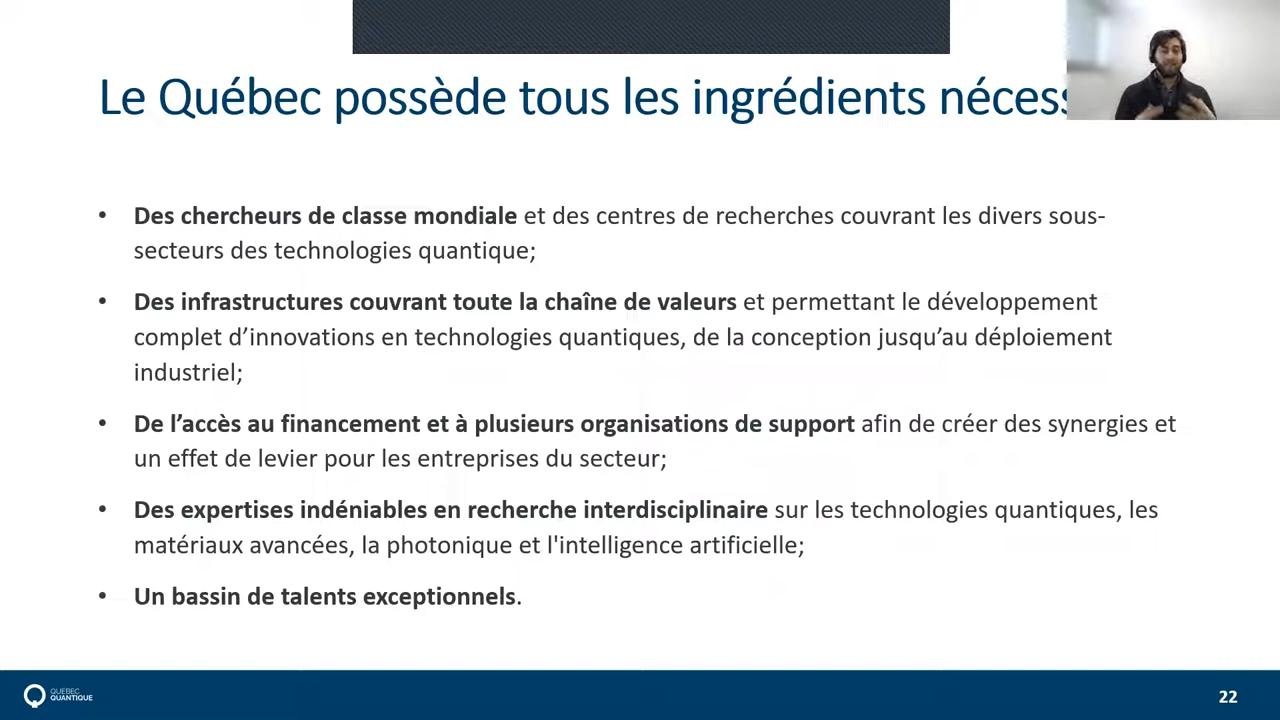 Le Québec possède tous les ingrédients
• Des chercheurs de classe mondiale et des centres de recherches couvrant les divers sous-
secteurs des technologies quantique;
• Des infrastructures couvrant toute la chaîne de valeurs et permettant le développement
complet d’innovations en technologies quantiques, de la conception jusqu’au déploiement
industriel;
• De l’accès au financement et à plusieurs organisations de support afin de créer des synergies et
un effet de levier pour les entreprises du secteur;
• Des expertises indéniables en recherche interdisciplinaire sur les technologies quantiques, les
matériaux avancées, la photonique et l'intelligence artificielle;
• Un bassin de talents exceptionnels.
QUÉBEC
QUANTIQUE
22